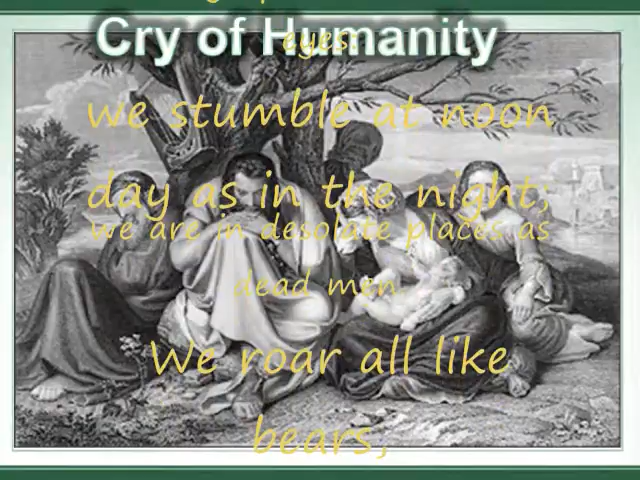 Cry of Humanity
eyes:
we stumble at noon
day as in the night;
we are in desolate places as
dead men.
We roar all like
bears,